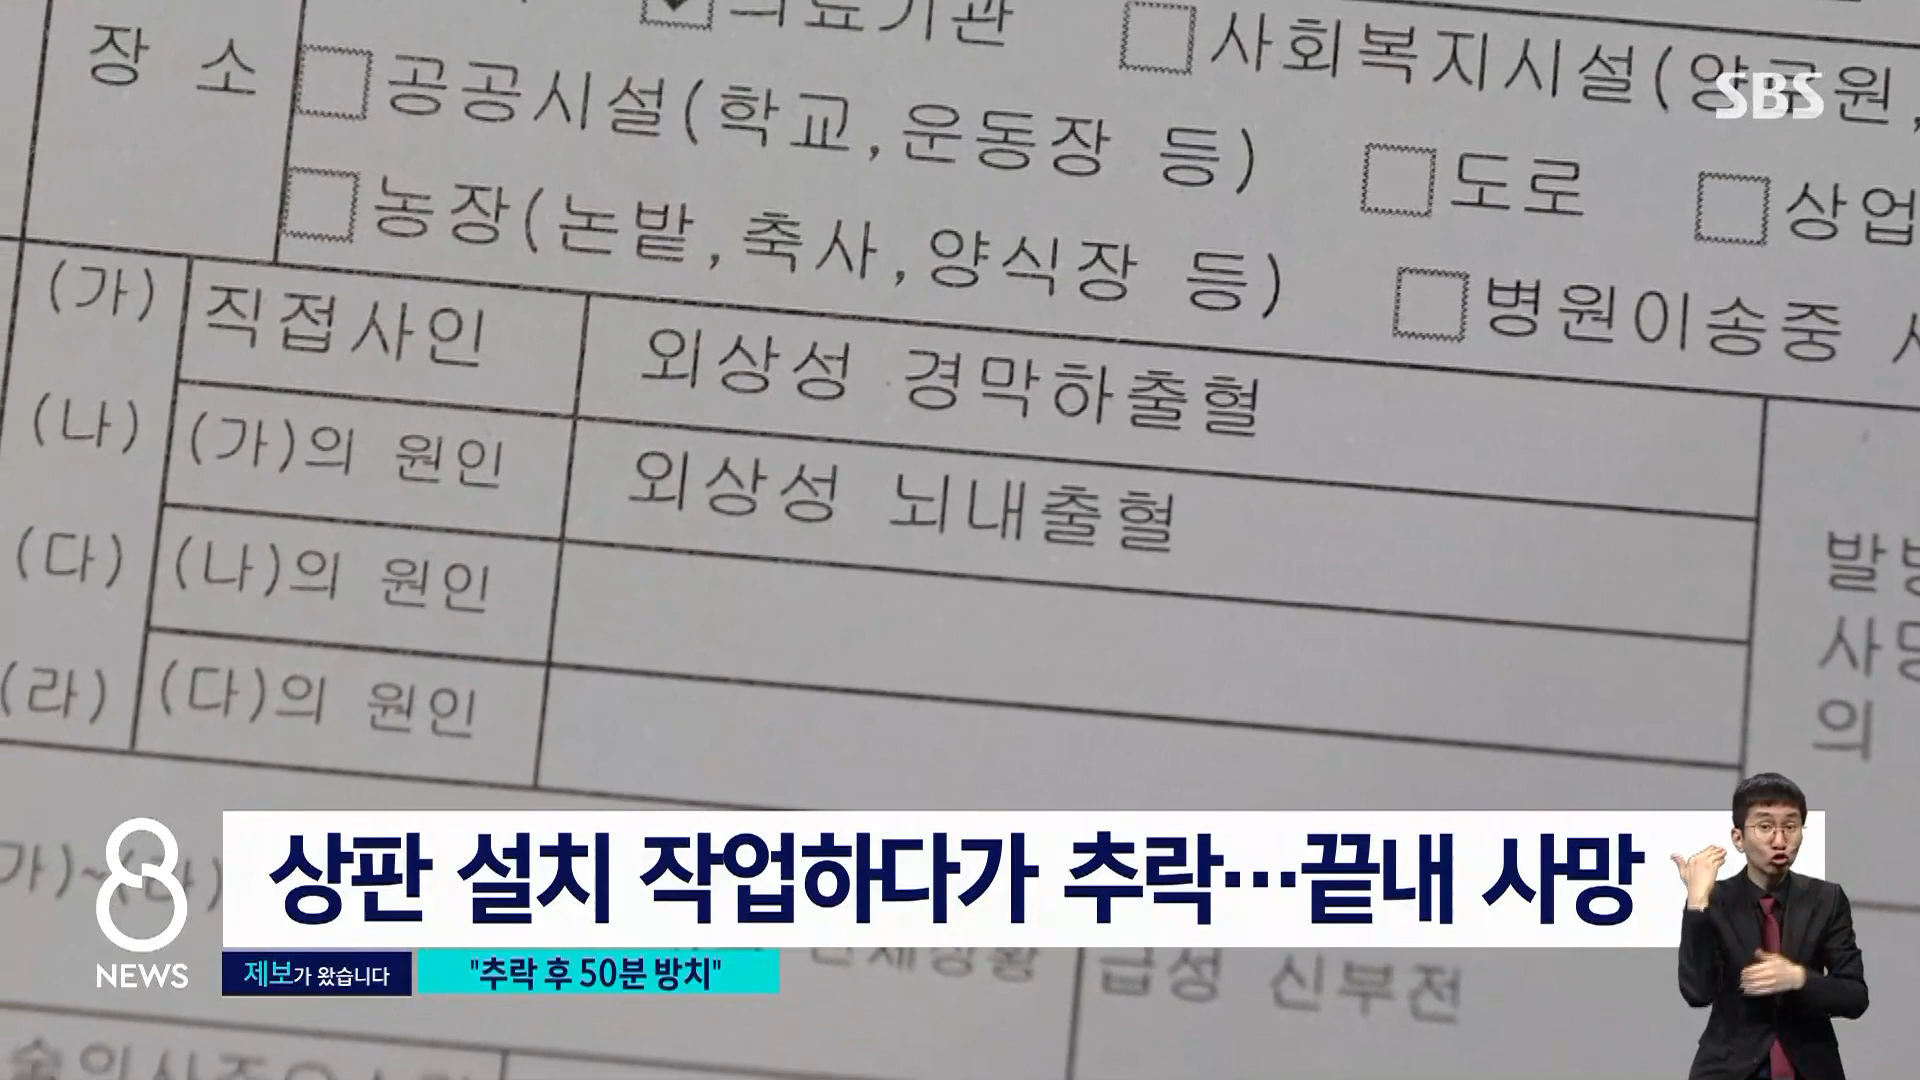 의료기관 사회복지시설(양로원,
SBS
장 소
공공시설(학교,운동장 등) 도로 상업
농장(논밭,축사,양식장 등) 병원이송중
(가) 직접사인 외상성 경막하출혈
(나) (가)의 원인 외상성 뇌내출혈
(다) (나)의 원인
(라) (다)의 원인
사망
의
상판 설치 작업하다가 추락…끝내 사망
8 NEWS
제보가 왔습니다 "추락 후 50분 방치"
급성 신부전